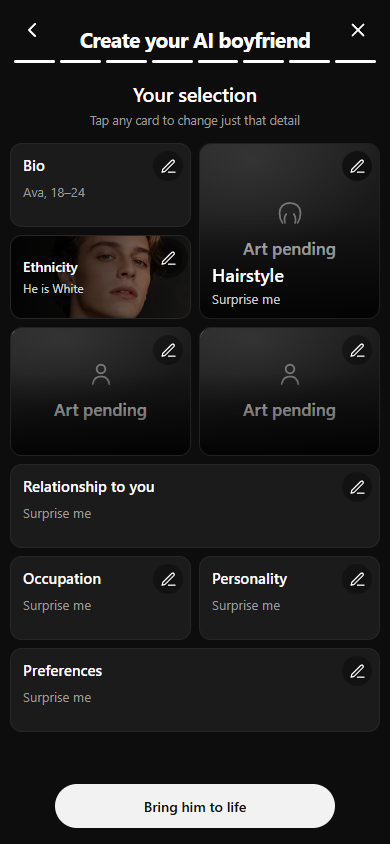 Create your AI boyfriend
Your selection
Tap any card to change just that detail
Bio
Ava, 18–24
Art pending
Hairstyle
Surprise me
Ethnicity
He is White
Art pending
Art pending
Relationship to you
Surprise me
Occupation
Surprise me
Personality
Surprise me
Preferences
Surprise me
Bring him to life